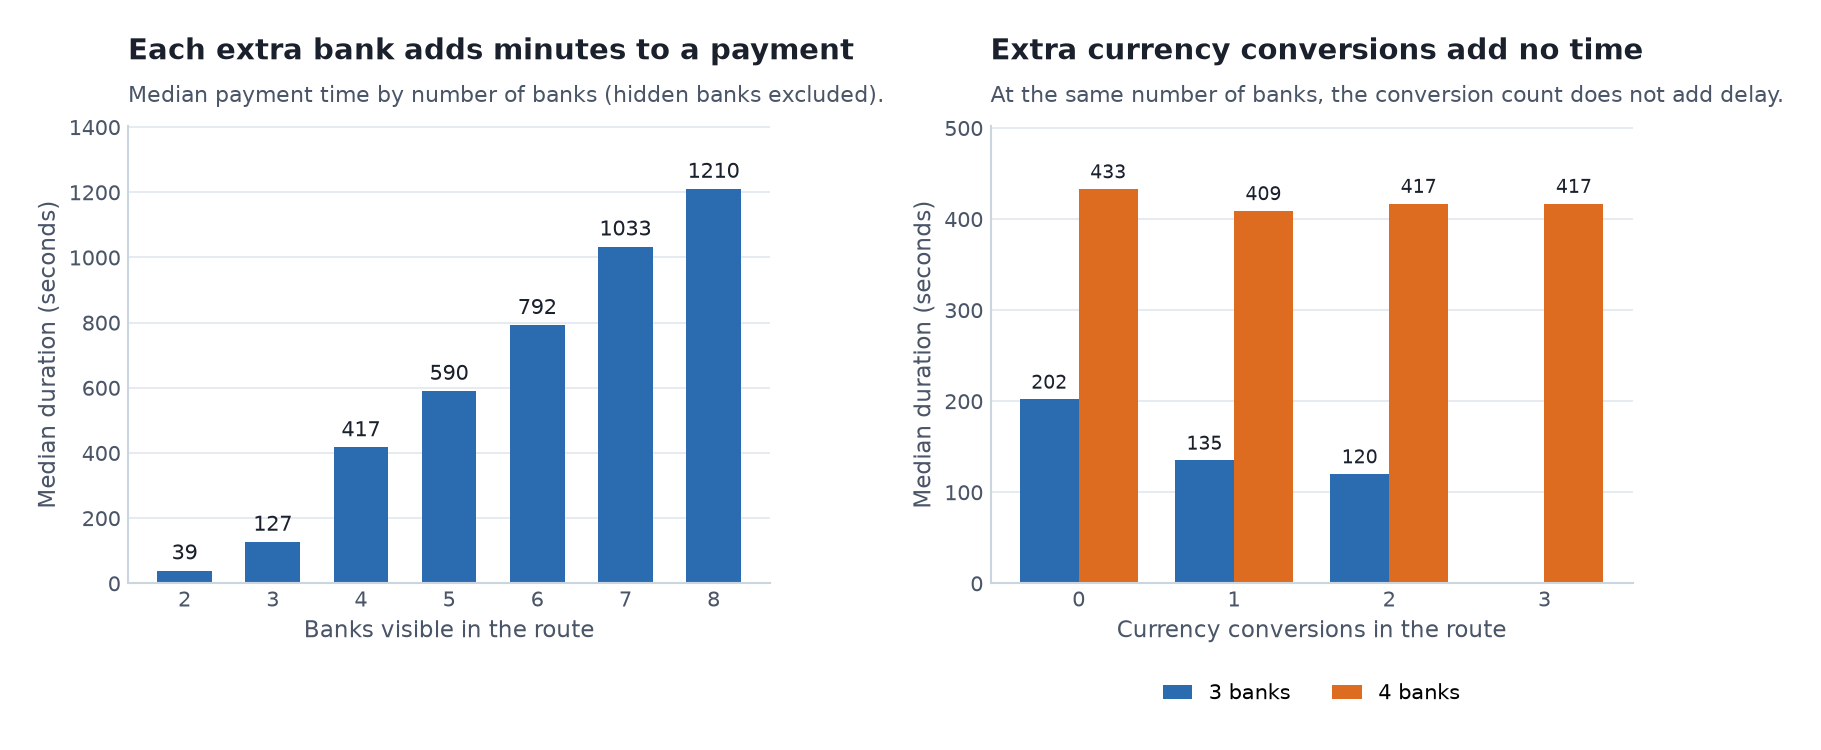 Each extra bank adds minutes to a payment
Median payment time by number of banks (hidden banks excluded).
Median duration (seconds)
1400
1200
1000
800
600
400
200
0
39
127
417
590
792
1033
1210
2 3 4 5 6 7 8
Banks visible in the route
Extra currency conversions add no time
At the same number of banks, the conversion count does not add delay.
Median duration (seconds)
500
400
300
200
100
0
202
433
135
409
120
417
417
0 1 2 3
Currency conversions in the route
3 banks 4 banks